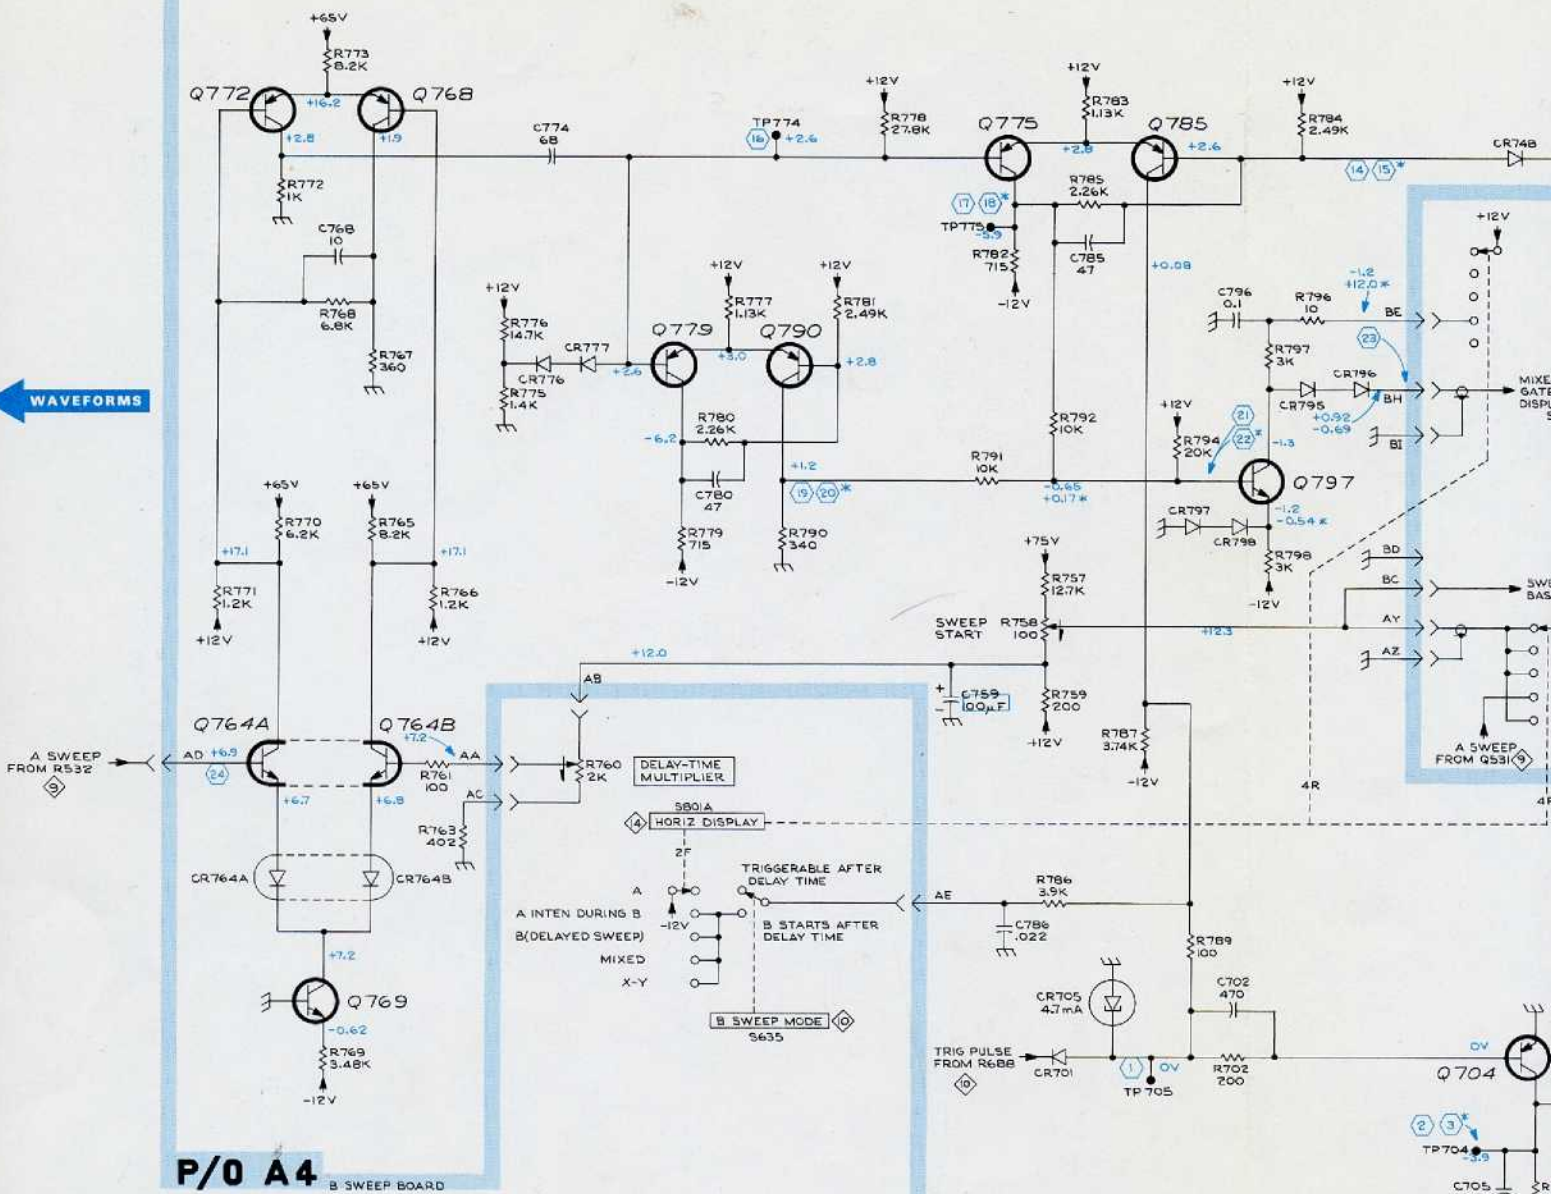 +65V
R773
8.2K
Q772
Q768
+16.2
+2.8
+1.9
R772
1K
C768
10
R768
6.8K
R767
360
C774
68
TP774
16
+2.6
+12V
R778
27.8K
Q775
+12V
R783
1.13K
Q785
+2.8
+2.6
+12V
R784
2.49K
14 15*
CR748
17 18*
TP775
-5.9
R785
2.26K
C785
47
R782
715
-12V
+0.08
+12V
R776
14.7K
CR777
CR776
R775
1.4K
+12V
R777
1.13K
+12V
R781
2.49K
Q779
Q790
+3.0
+2.6
+2.8
R780
2.26K
-6.2
C780
47
R779
715
-12V
+1.2
19 20*
R790
340
R791
10K
R792
10K
-0.65
+0.17*
+12V
R794
20K
21
22*
C796
0.1
R796
10
-1.2
+12.0*
BE
23
R797
3K
CR795
CR796
BH
+0.92
-0.69
BI
-1.3
Q797
-1.2
-0.54*
CR797
CR798
R798
3K
-12V
+12V
BD
BC
AY
AZ
A SWEEP
FROM Q531 9
4R
WAVEFORMS
+65V
R770
6.2K
+65V
R765
8.2K
+17.1
+17.1
R771
1.2K
+12V
R766
1.2K
+12V
+75V
R757
12.7K
SWEEP
START
R758
100
+12.3
+12.0
AB
C759
100µF
R759
200
+12V
R787
3.74K
-12V
Q764A
Q764B
A SWEEP
FROM R532
9
AD
+6.9
24
+7.2
AA
R761
100
+6.7
+6.8
AC
R763
402
R760
2K
DELAY-TIME
MULTIPLIER
CR764A
CR764B
+7.2
Q769
-0.62
R769
3.48K
-12V
S801A
14 HORIZ DISPLAY
2F
A
-12V
A INTEN DURING B
B(DELAYED SWEEP)
MIXED
X-Y
TRIGGERABLE AFTER
DELAY TIME
B STARTS AFTER
DELAY TIME
B SWEEP MODE 10
S635
AE
R786
3.9K
C786
.022
R789
100
CR705
4.7mA
C702
470
TRIG PULSE
FROM R688
10
CR701
1
0V
TP705
R702
200
0V
Q704
2 3*
TP704
-3.9
C705
P/O A4 B SWEEP BOARD